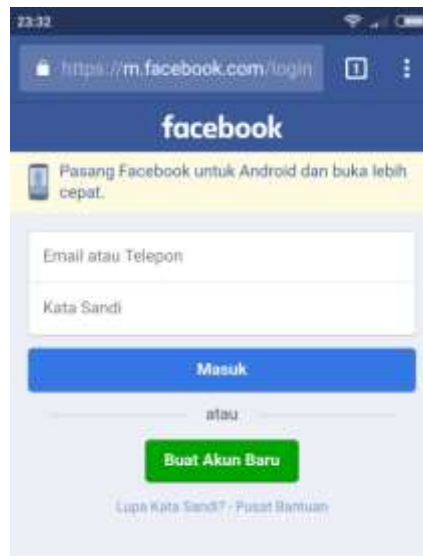 23:32
https://m.facebook.com/login
1
facebook
Pasang Facebook untuk Android dan buka lebih
cepat.
Email atau Telepon
Kata Sandi
Masuk
atau
Buat Akun Baru
Lupa Kata Sandi? · Pusat Bantuan